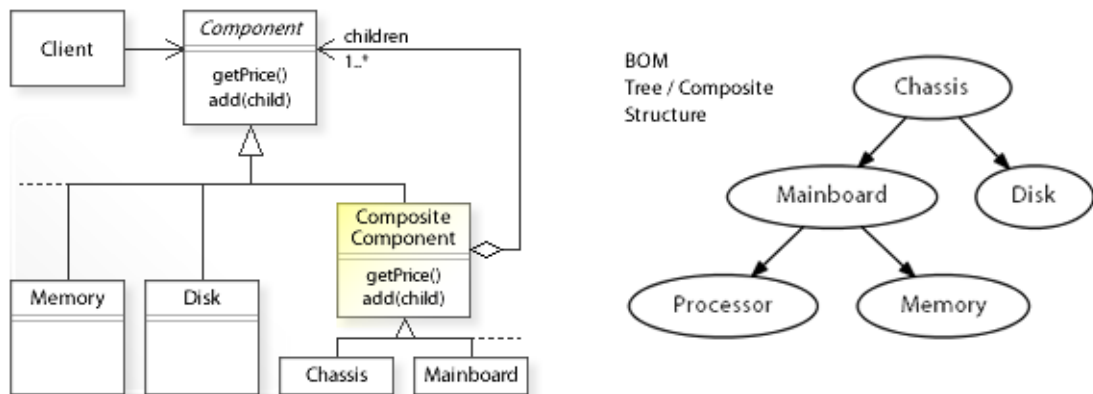 Client
Component
getPrice()
add(child)
children
1..*
Composite
Component
getPrice()
add(child)
Memory
Disk
Chassis
Mainboard
BOM
Tree / Composite
Structure
Chassis
Mainboard
Disk
Processor
Memory